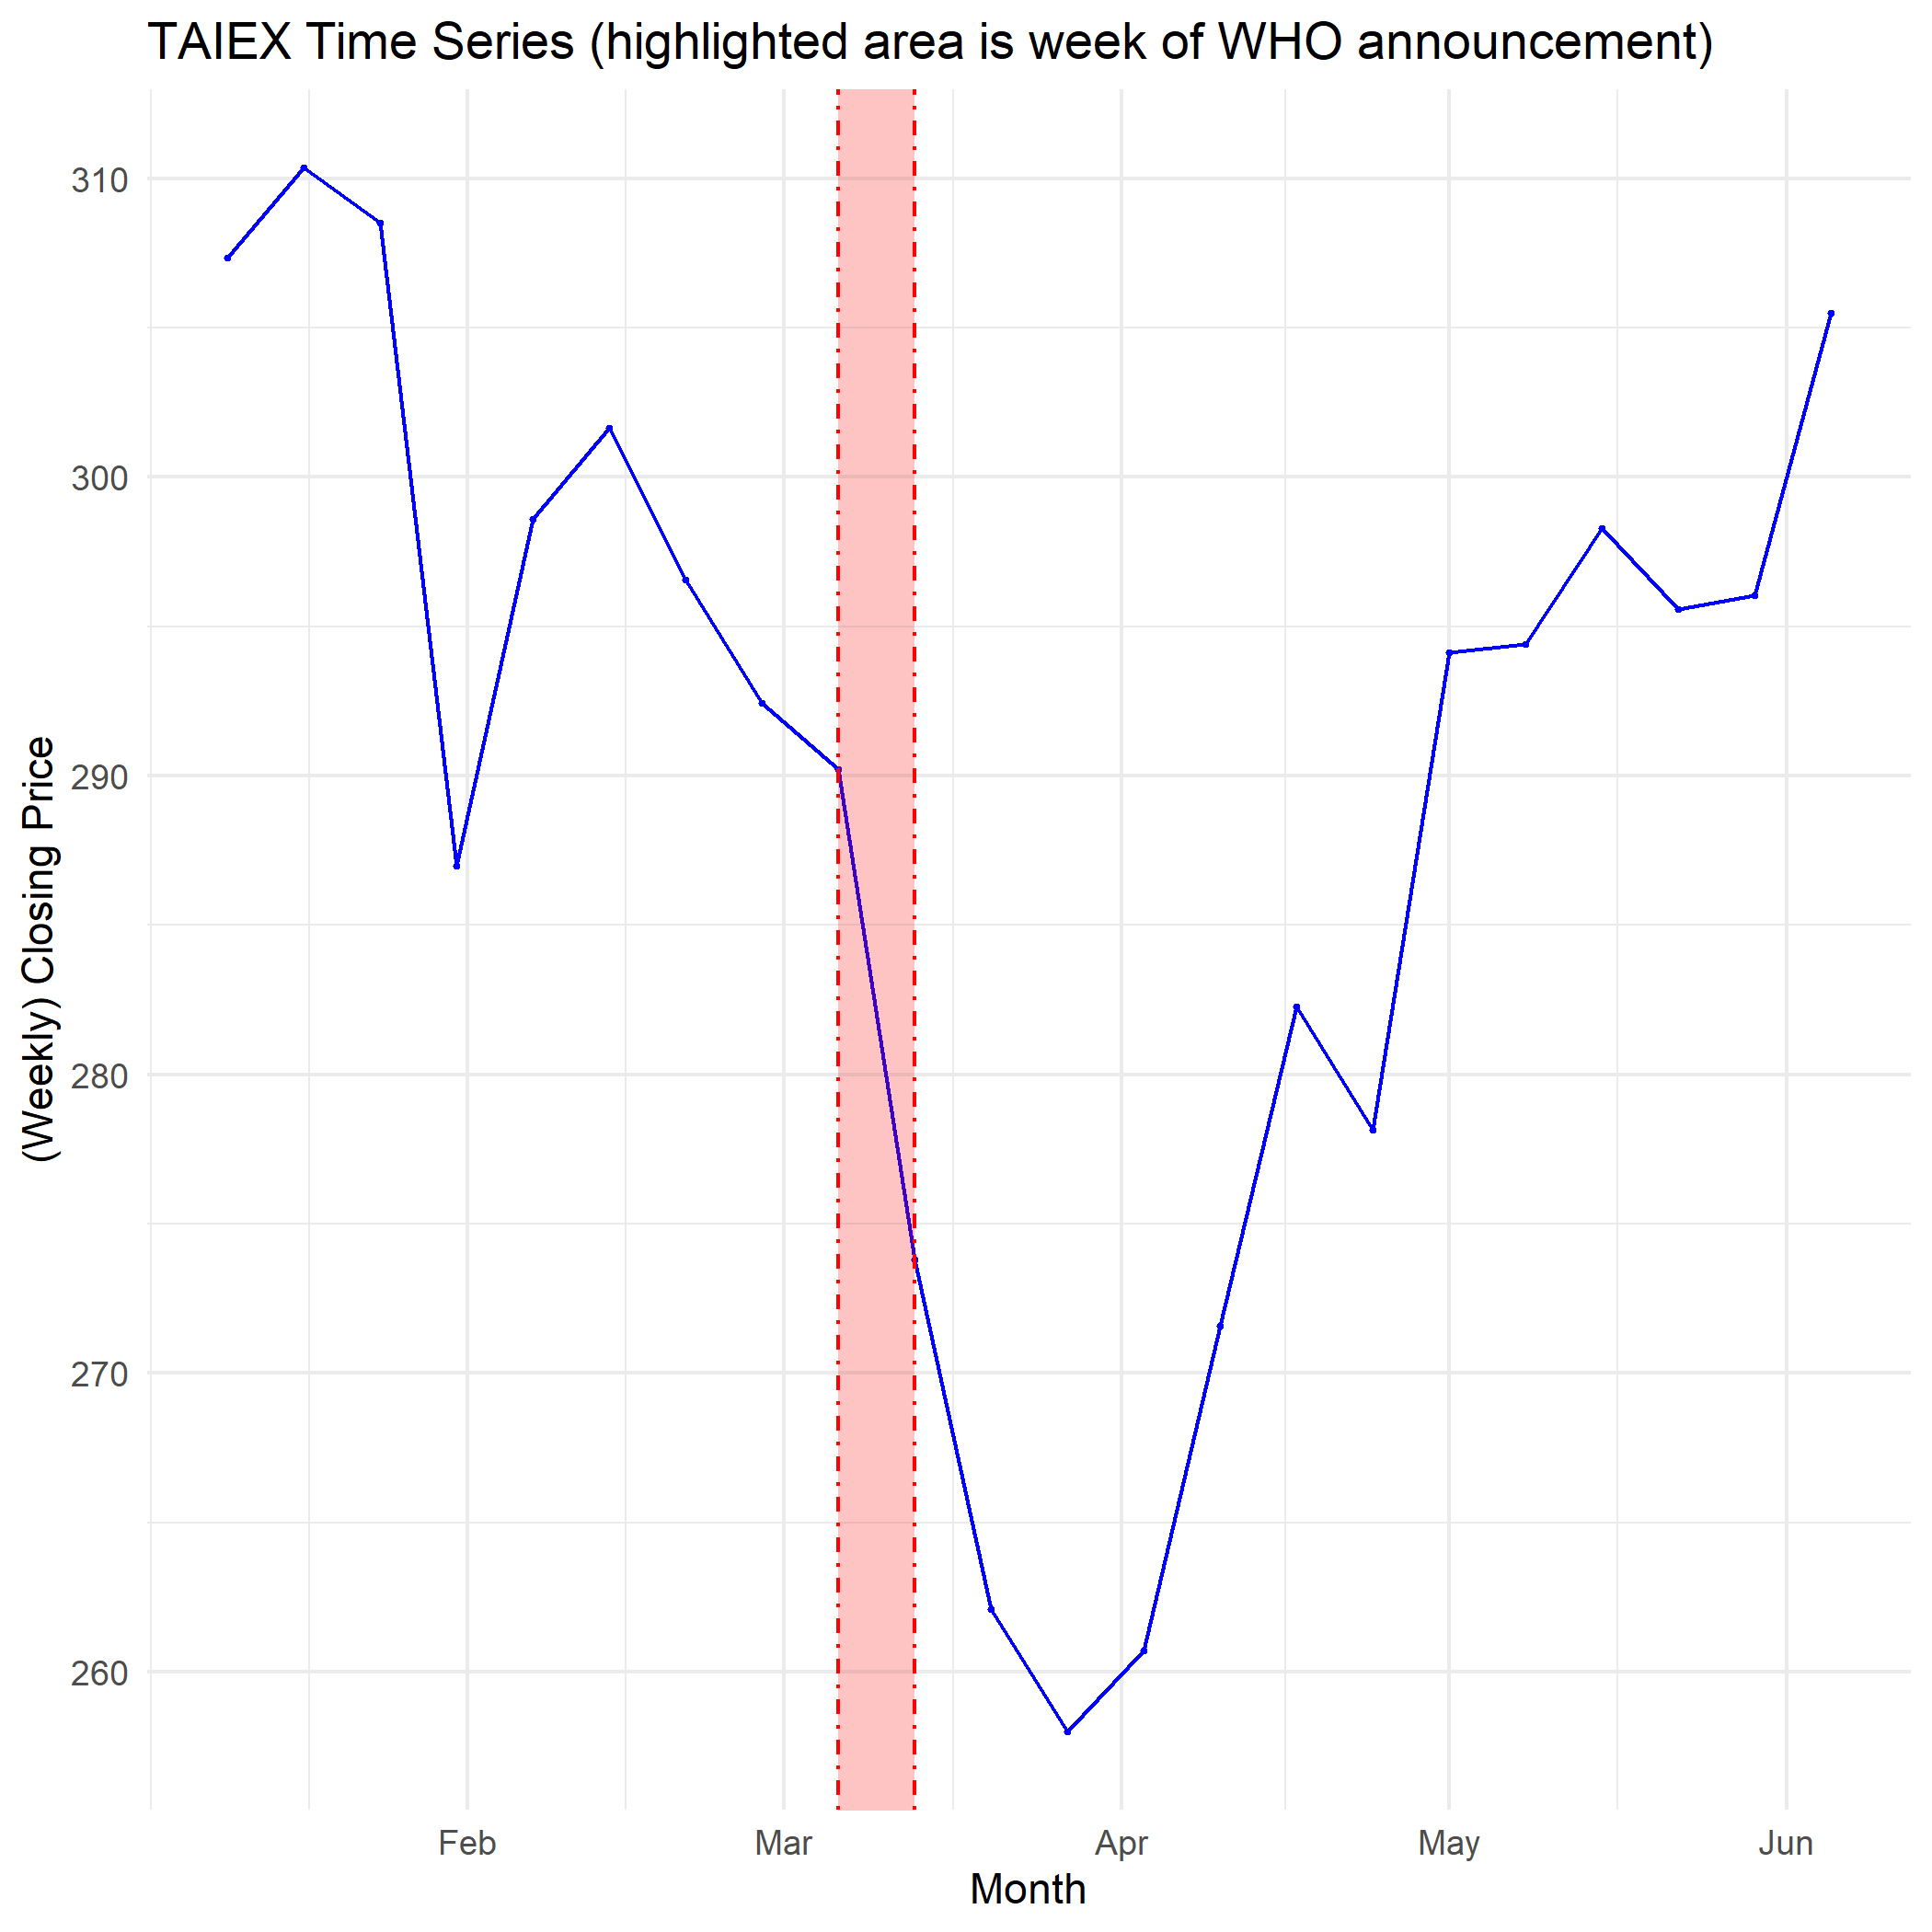 TAIEX Time Series (highlighted area is week of WHO announcement)
(Weekly) Closing Price
310
300
290
280
270
260
Feb Mar Apr May Jun
Month